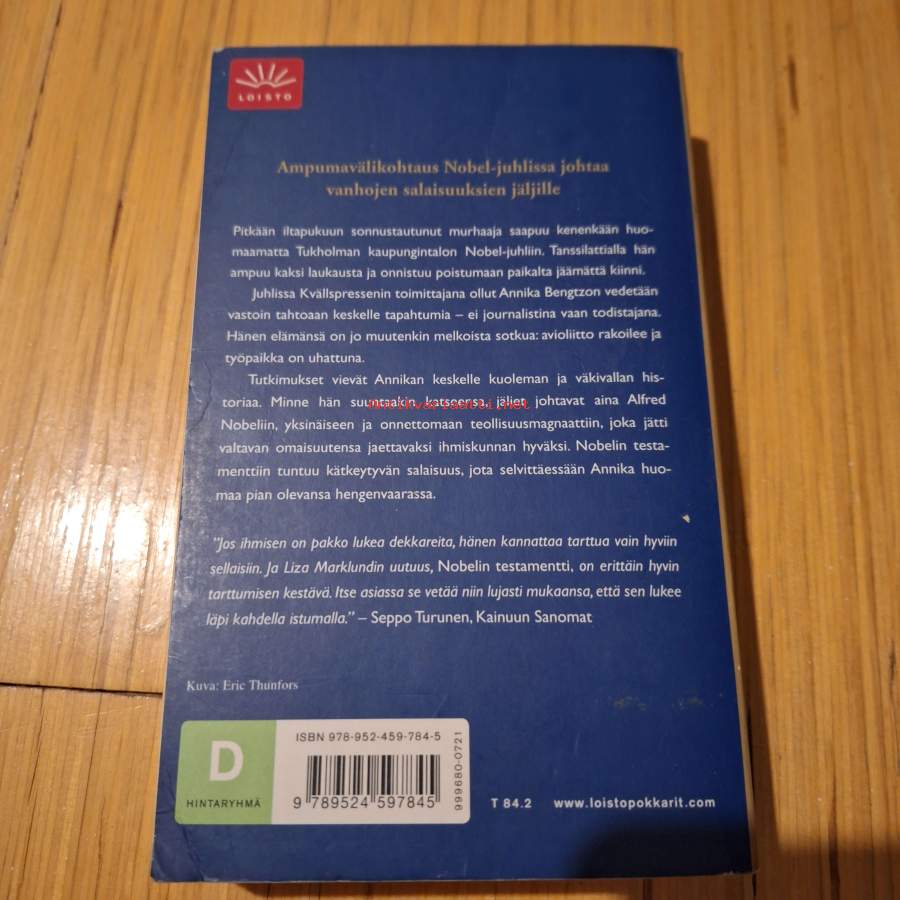 LOISTO
Ampumavälikohtaus Nobel-juhlissa johtaa
vanhojen salaisuuksien jäljille
Pitkään iltapukuun sonnustautunut murhaaja saapuu kenenkään huo-
maamatta Tukholman kaupungintalon Nobel-juhliin. Tanssilattialla hän
ampuu kaksi laukausta ja onnistuu poistumaan paikalta jäämättä kiinni.
Juhlissa Kvällspressenin toimittajana ollut Annika Bengtzon vedetään
vastoin tahtoaan keskelle tapahtumia – ei journalistina vaan todistajana.
Hänen elämänsä on jo muutenkin melkoista sotkua: avioliitto rakoilee ja
työpaikka on uhattuna.
Tutkimukset vievät Annikan keskelle kuoleman ja väkivallan his-
toriaa. Minne hän suuntaakin katseensa, jäljet johtavat aina Alfred
Nobeliin, yksinäiseen ja onnettomaan teollisuusmagnaattiin, joka jätti
valtavan omaisuutensa jaettavaksi ihmiskunnan hyväksi. Nobelin testa-
menttiin tuntuu kätkeytyvän salaisuus, jota selvittäessään Annika huo-
maa pian olevansa hengenvaarassa.
"Jos ihmisen on pakko lukea dekkareita, hänen kannattaa tarttua vain hyviin
sellaisiin. Ja Liza Marklundin uutuus, Nobelin testamentti, on erittäin hyvin
tarttumisen kestävä. Itse asiassa se vetää niin lujasti mukaansa, että sen lukee
läpi kahdella istumalla." – Seppo Turunen, Kainuun Sanomat
Kuva: Eric Thunfors
D
HINTARYHMÄ
ISBN 978-952-459-784-5
9 789524 597845
999680-0721
T 84.2 www.loistopokkarit.com